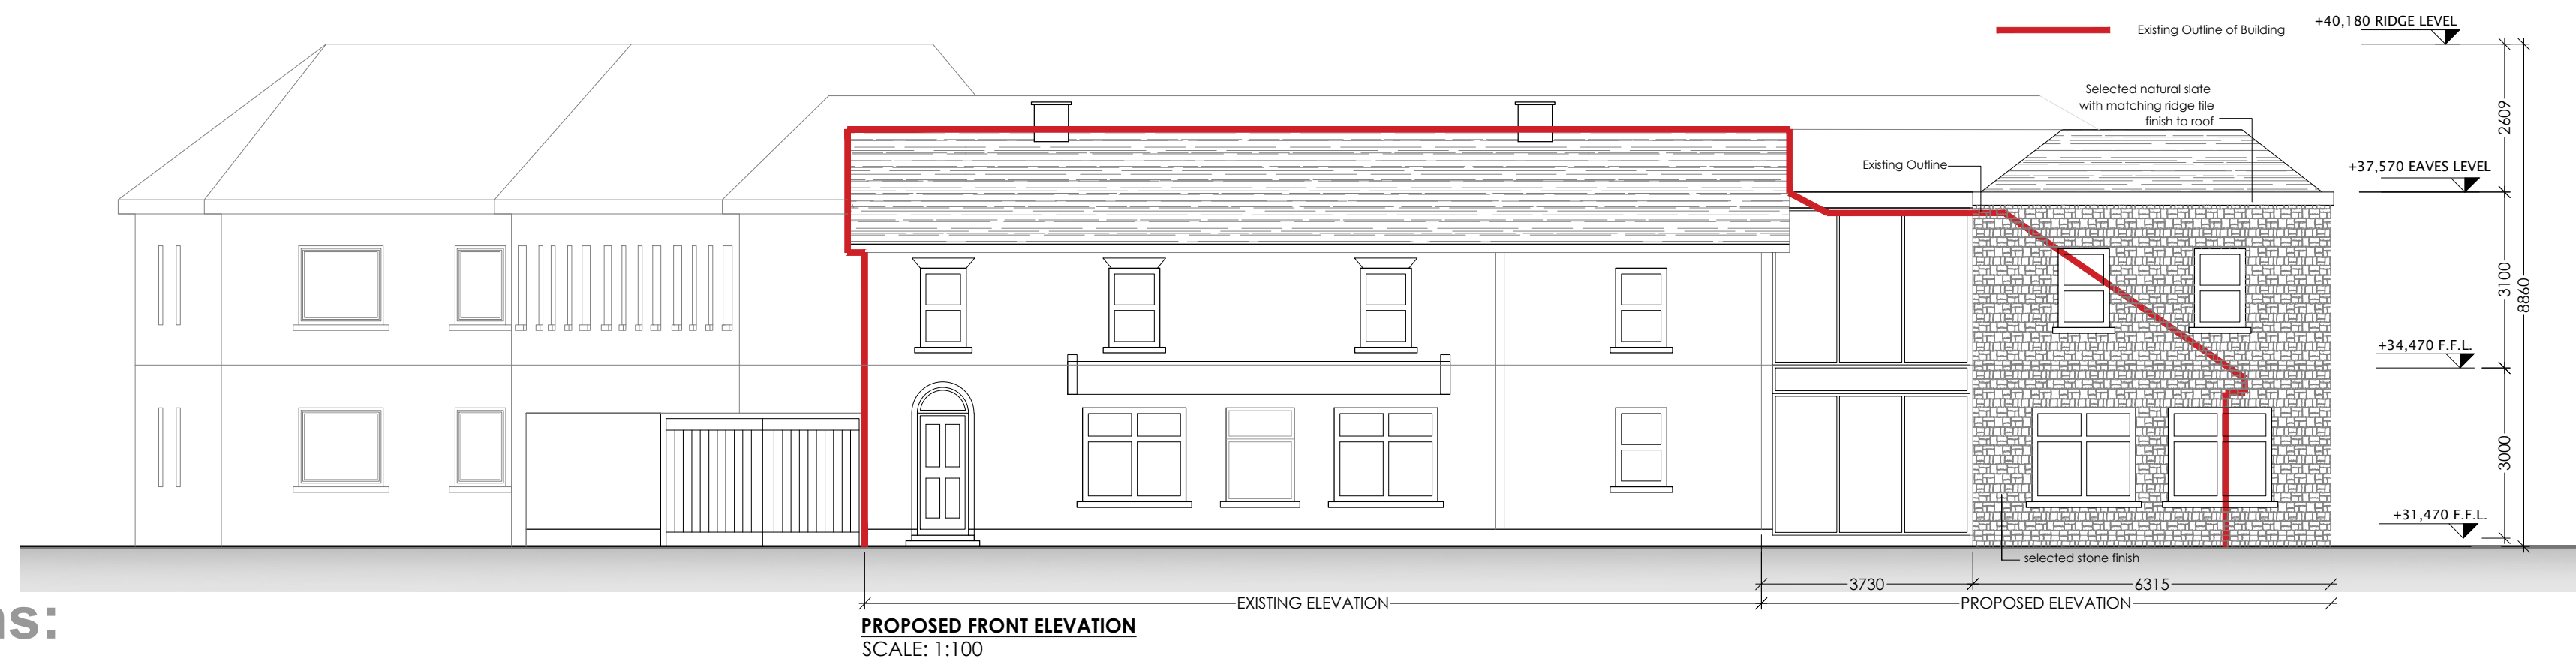 Existing Outline of Building
+40,180 RIDGE LEVEL
Selected natural slate
with matching ridge tile
finish to roof
2609
Existing Outline
+37,570 EAVES LEVEL
3100
8860
+34,470 F.F.L.
3000
+31,470 F.F.L.
selected stone finish
3730
6315
EXISTING ELEVATION
PROPOSED ELEVATION
ns:
PROPOSED FRONT ELEVATION
SCALE: 1:100